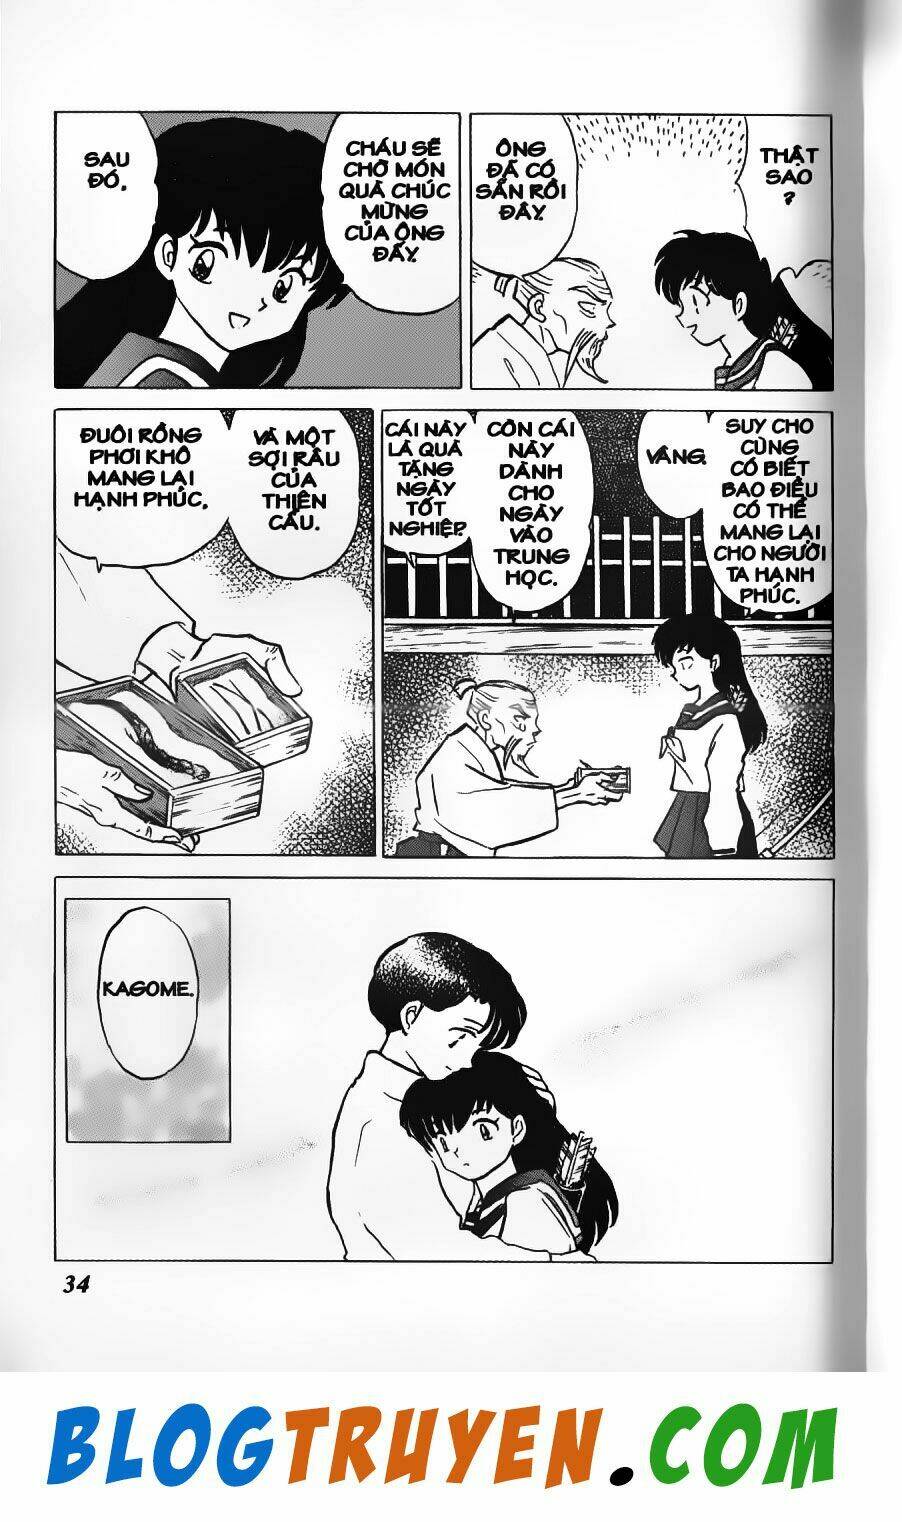 SAU
ĐÓ,
CHÁU SẼ
CHỜ MÓN
QUÀ CHÚC
MỪNG
CỦA ÔNG
ĐẤY.
ÔNG
ĐÃ CÓ
SẴN RỒI
ĐÂY.
THẬT
SAO
?
ĐUÔI RỒNG
PHƠI KHÔ
MANG LẠI
HẠNH PHÚC.
VÀ MỘT
SỢI RÂU
CỦA
THIÊN
CẨU.
CÁI NÀY
LÀ QUÀ
TẶNG
NGÀY
TỐT
NGHIỆP.
CÒN CÁI
NÀY
DÀNH
CHO
NGÀY
VÀO
TRUNG
HỌC.
VÂNG.
SUY CHO
CÙNG
CÓ BIẾT
BAO ĐIỀU
CÓ THỂ
MANG LẠI
CHO NGƯỜI
TA HẠNH
PHÚC.
KAGOME.
34
BLOGTRUYEN.COM